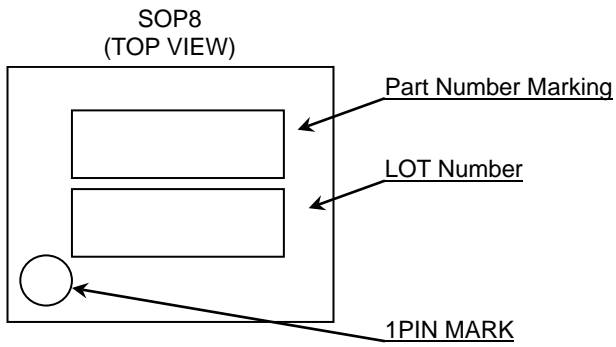 SOP8
(TOP VIEW)
Part Number Marking
LOT Number
1PIN MARK